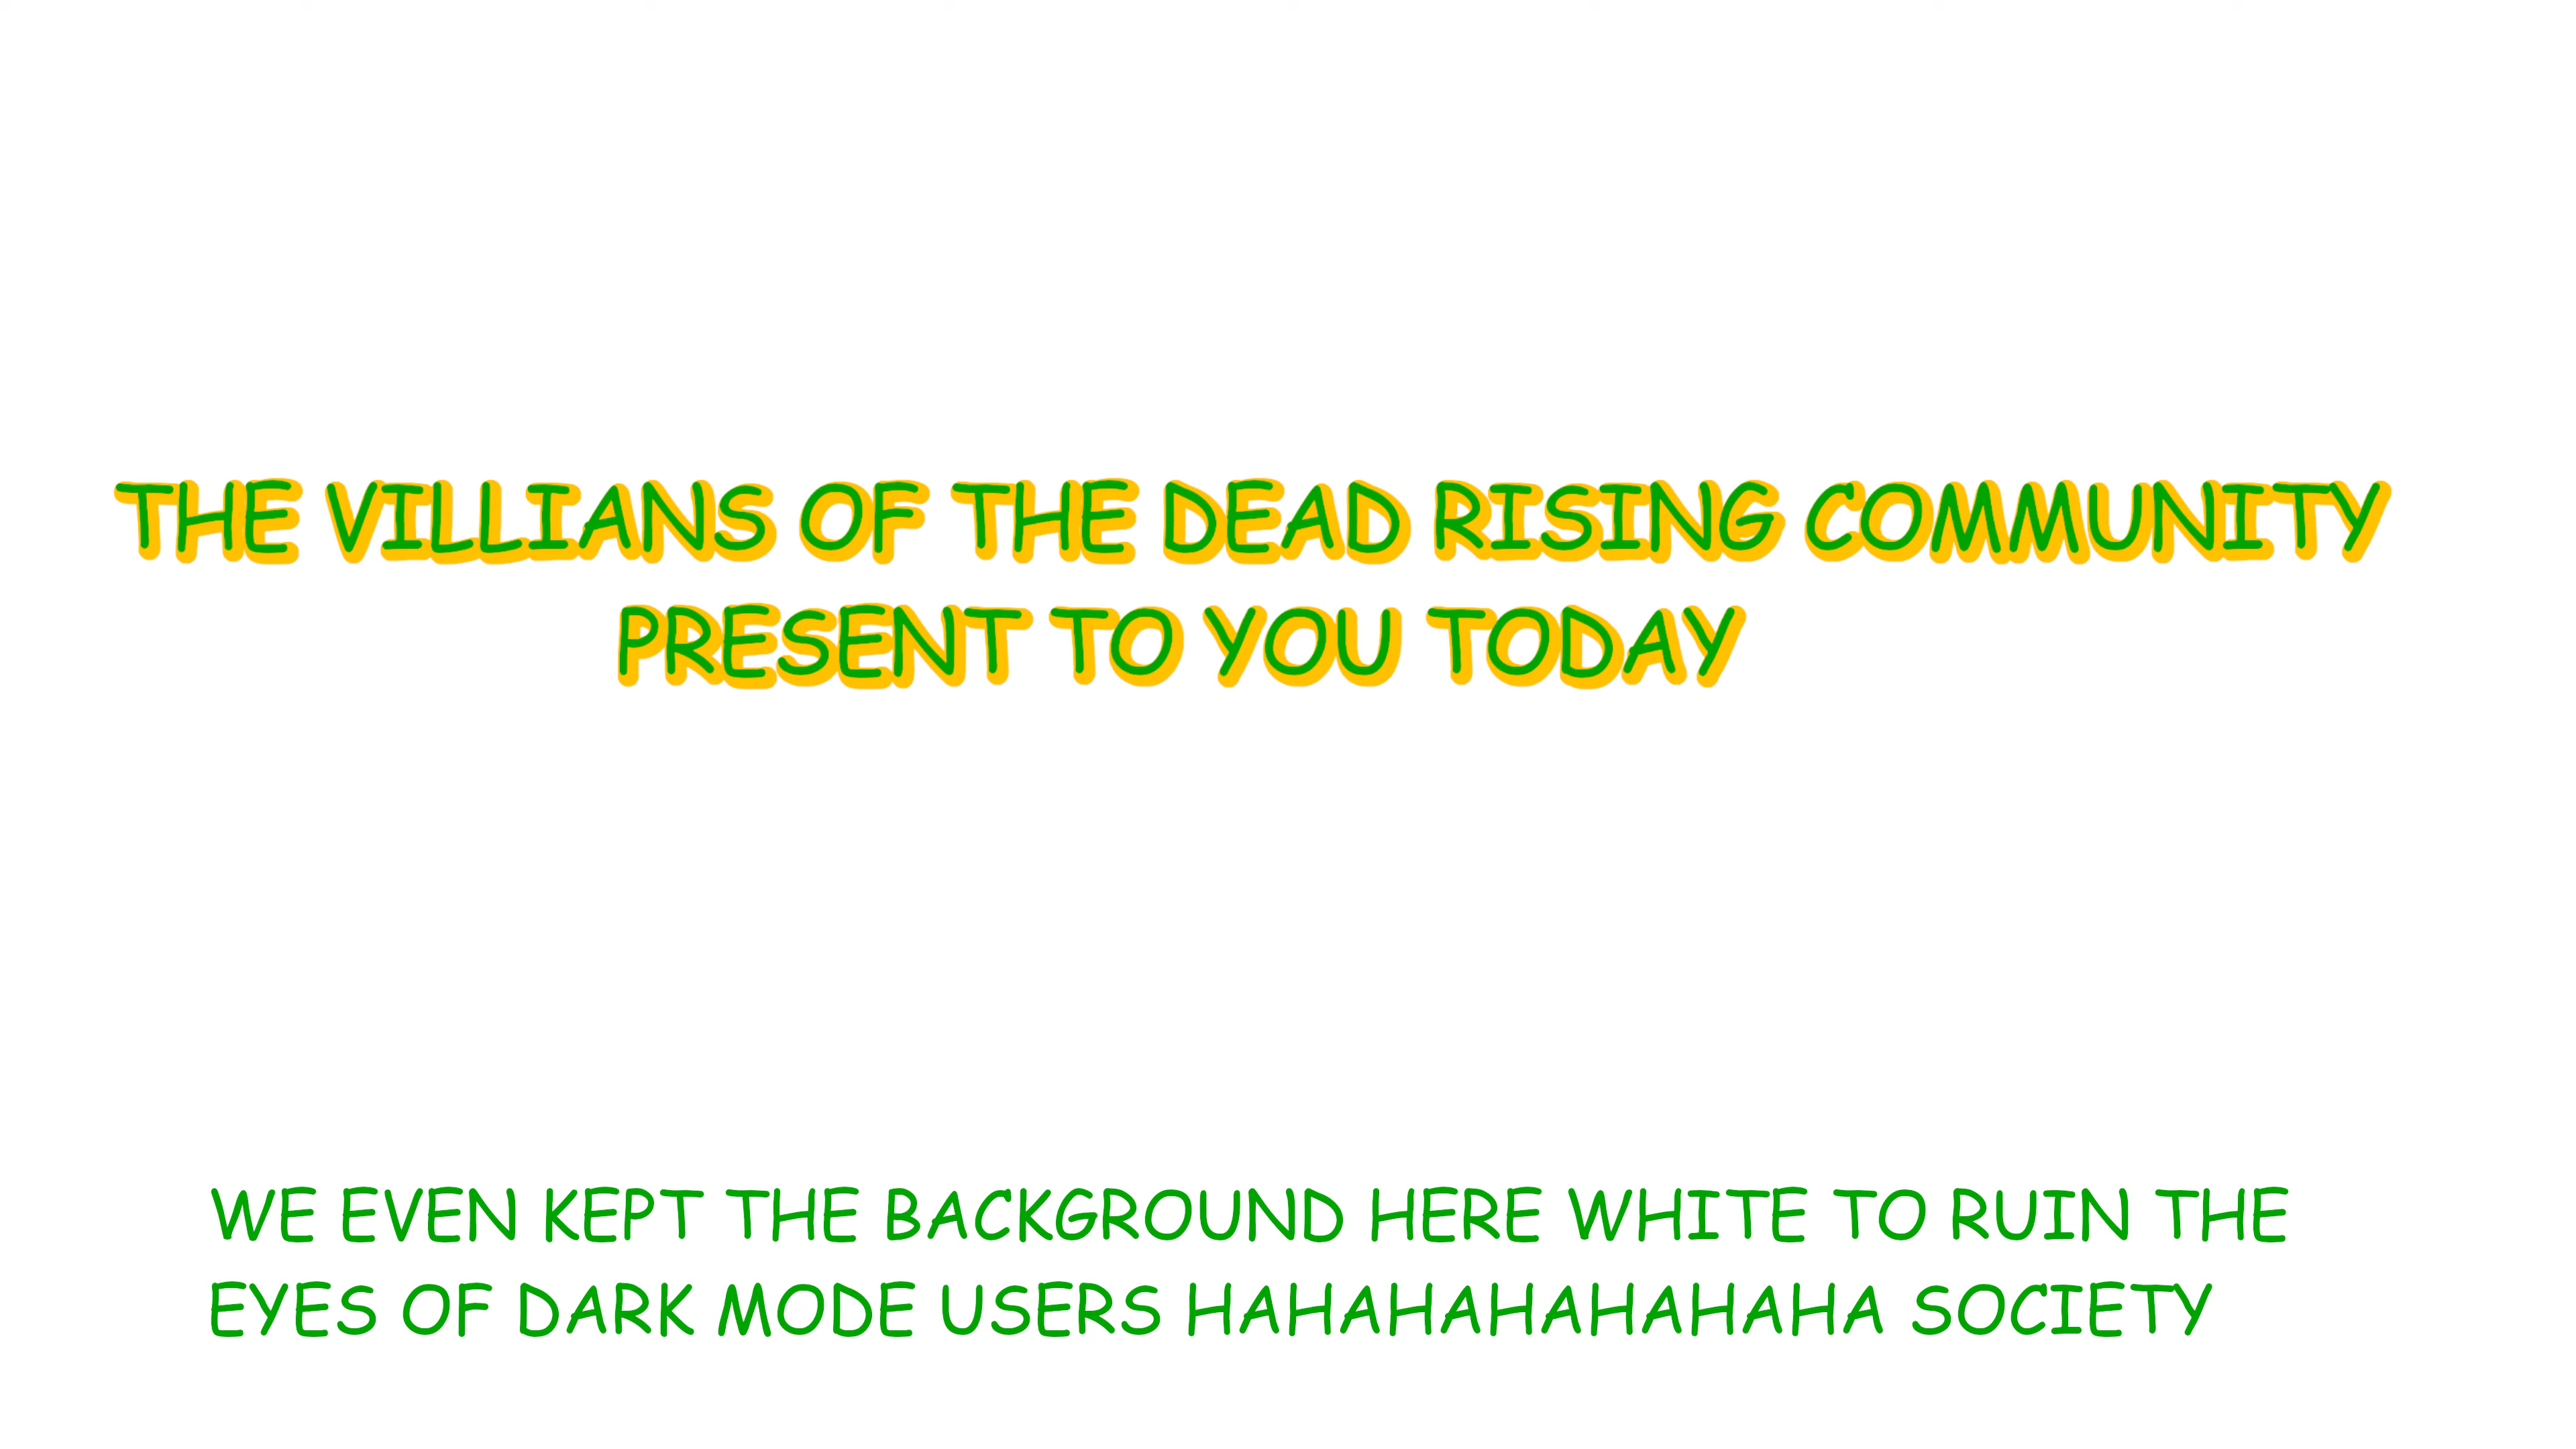 THE VILLIANS OF THE DEAD RISING COMMUNITY
PRESENT TO YOU TODAY
WE EVEN KEPT THE BACKGROUND HERE WHITE TO RUIN THE
EYES OF DARK MODE USERS HAHAHAHAHAHAHA SOCIETY